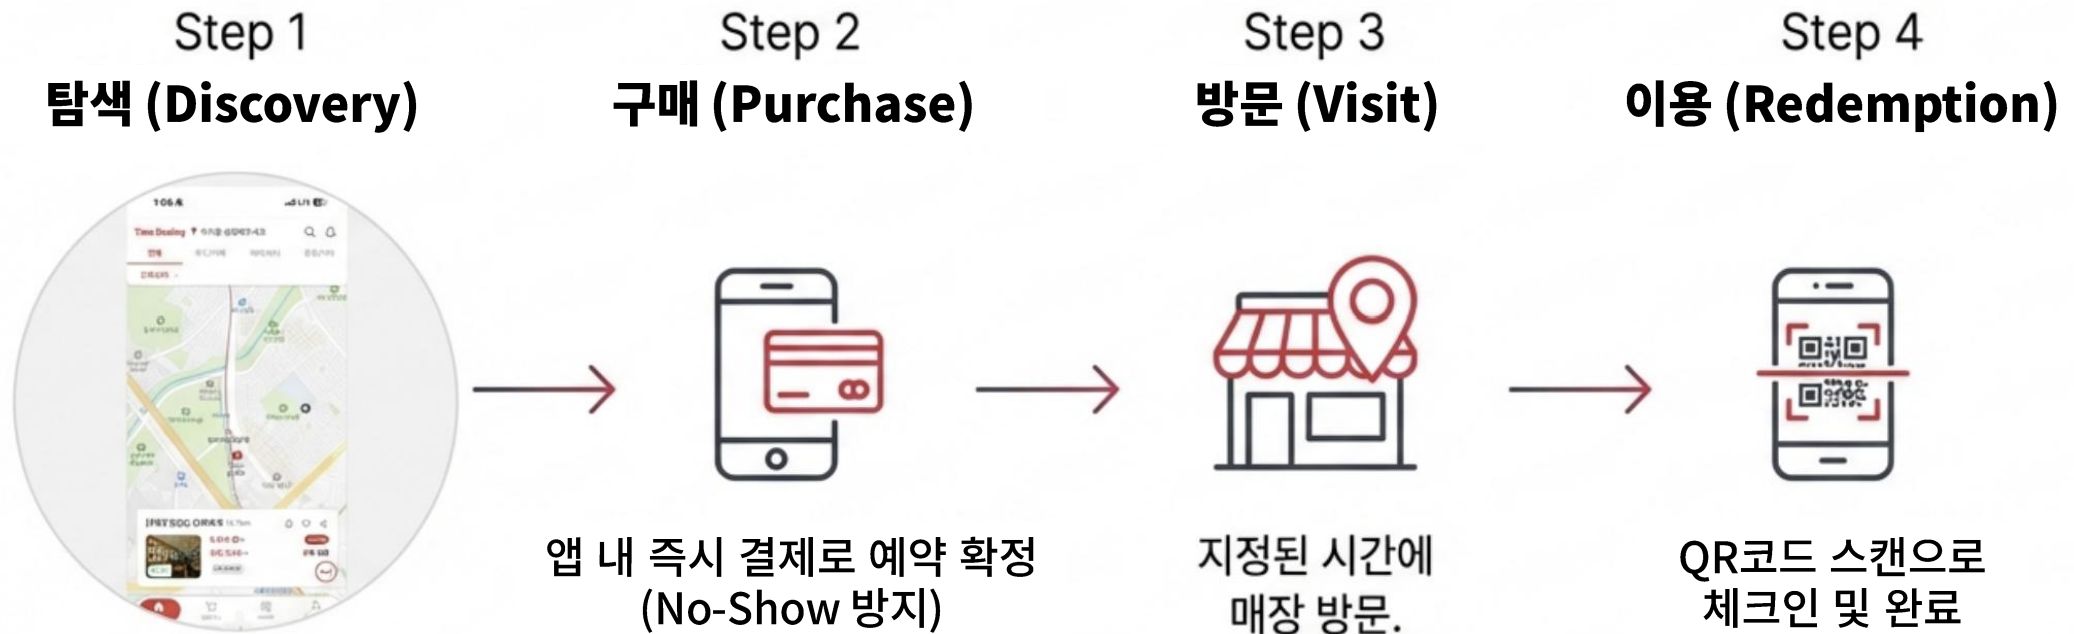 Step 1
탐색 (Discovery)
Step 2
구매 (Purchase)
Step 3
방문 (Visit)
Step 4
이용 (Redemption)
1:06
Time Dealing
앱 내 즉시 결제로 예약 확정
(No-Show 방지)
지정된 시간에
매장 방문.
QR코드 스캔으로
체크인 및 완료